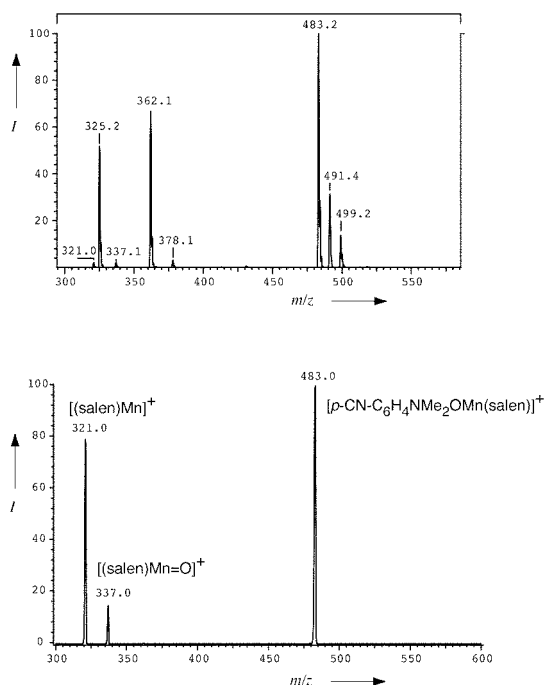 100
80
60
40
20
I
483.2
362.1
325.2
491.4
499.2
321.0
337.1
378.1
300 350 400 450 500 550
m/z
100
80
60
40
20
0
I
[(salen)Mn]⁺
321.0
[(salen)Mn=O]⁺
337.0
483.0
[p-CN-C₆H₄NMe₂OMn(salen)]⁺
300 350 400 450 500 550 600
m/z